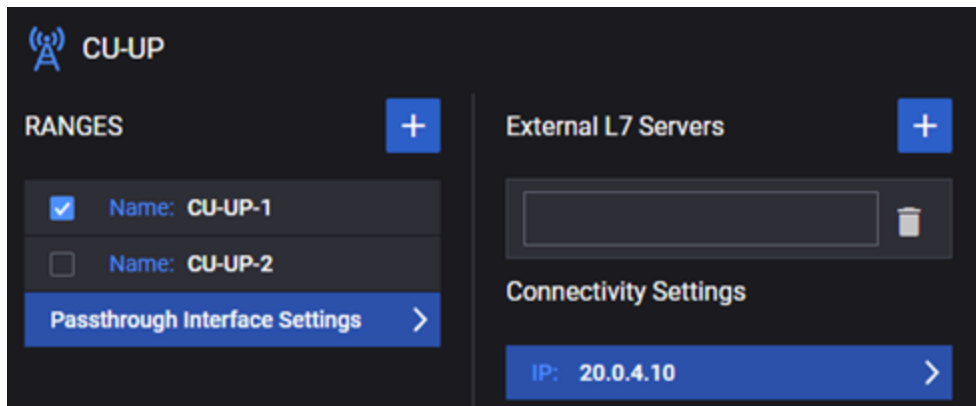 CU-UP
RANGES
Name: CU-UP-1
Name: CU-UP-2
Passthrough Interface Settings
External L7 Servers
Connectivity Settings
IP: 20.0.4.10